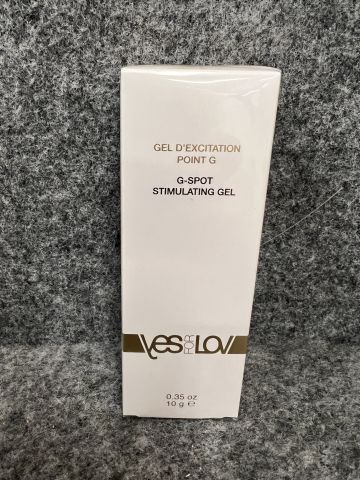 GEL D'EXCITATION
POINT G
G-SPOT
STIMULATING GEL
YES FOR LOV
0.35 oz
10 g ℮